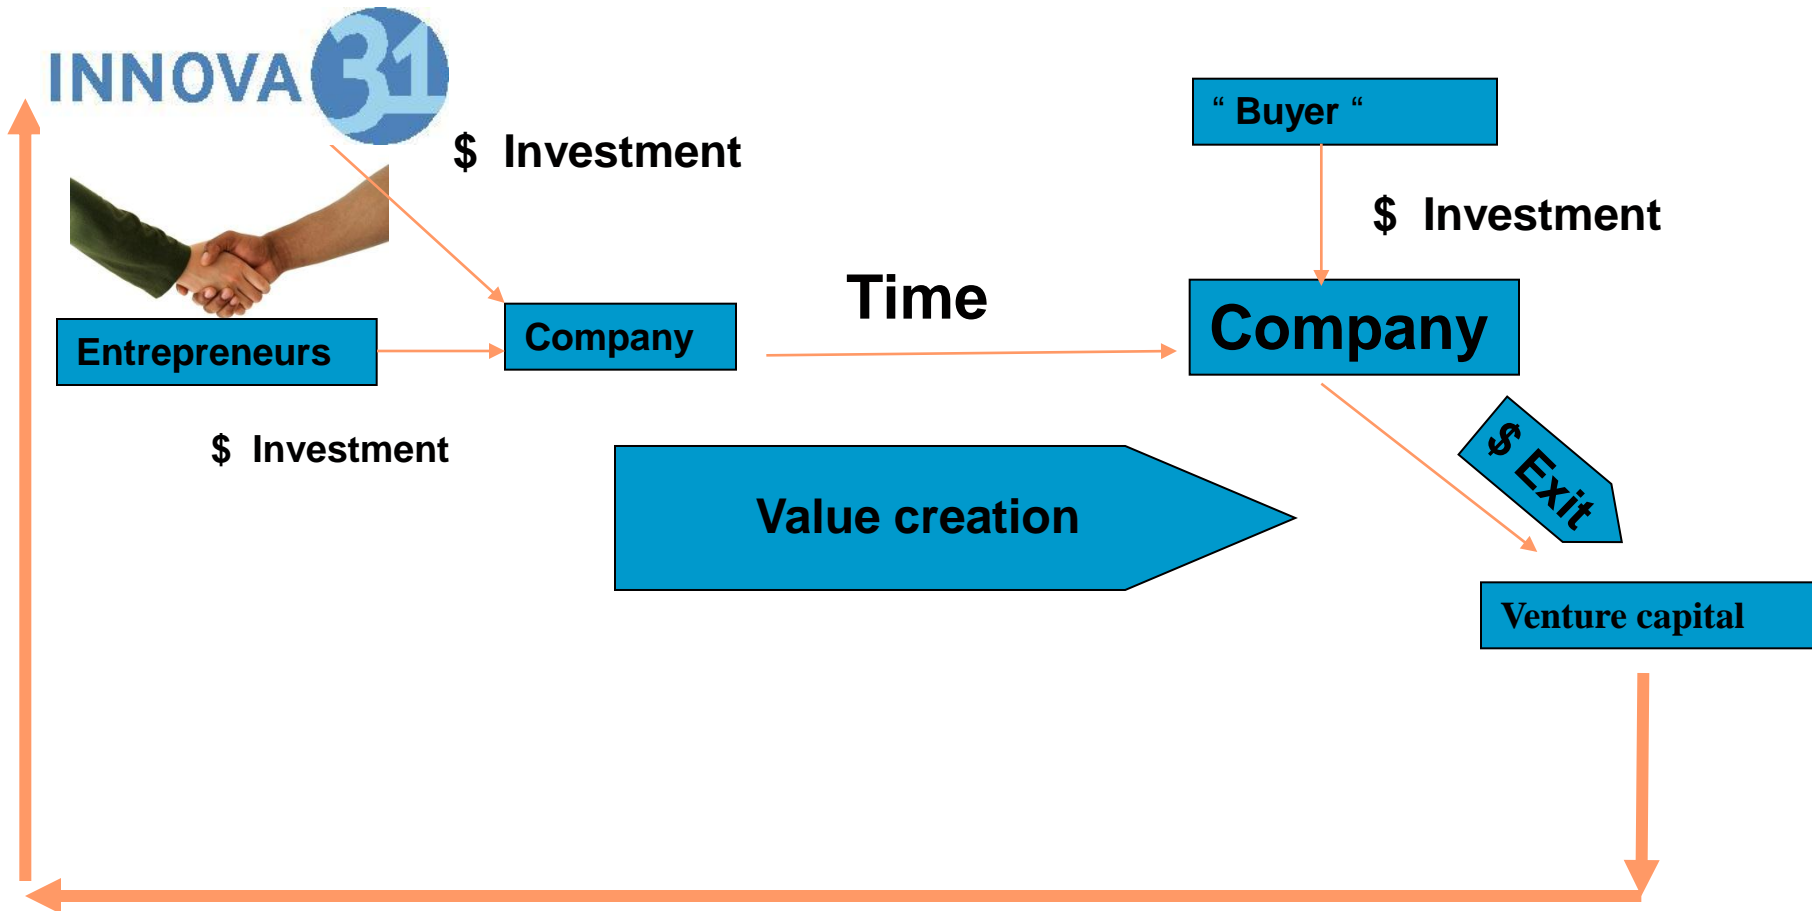 INNOVA 31
“ Buyer “
$ Investment
$ Investment
Time
Company
Company
Entrepreneurs
$ Exit
$ Investment
Value creation
Venture capital